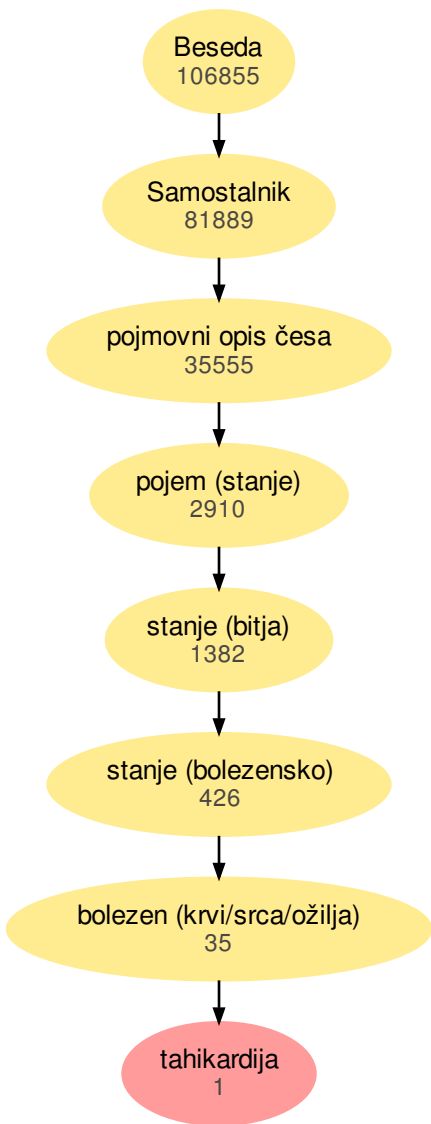 Beseda
106855
Samostalnik
81889
pojmovni opis česa
35555
pojem (stanje)
2910
stanje (bitja)
1382
stanje (bolezensko)
426
bolezen (krvi/srca/ožilja)
35
tahikardija
1